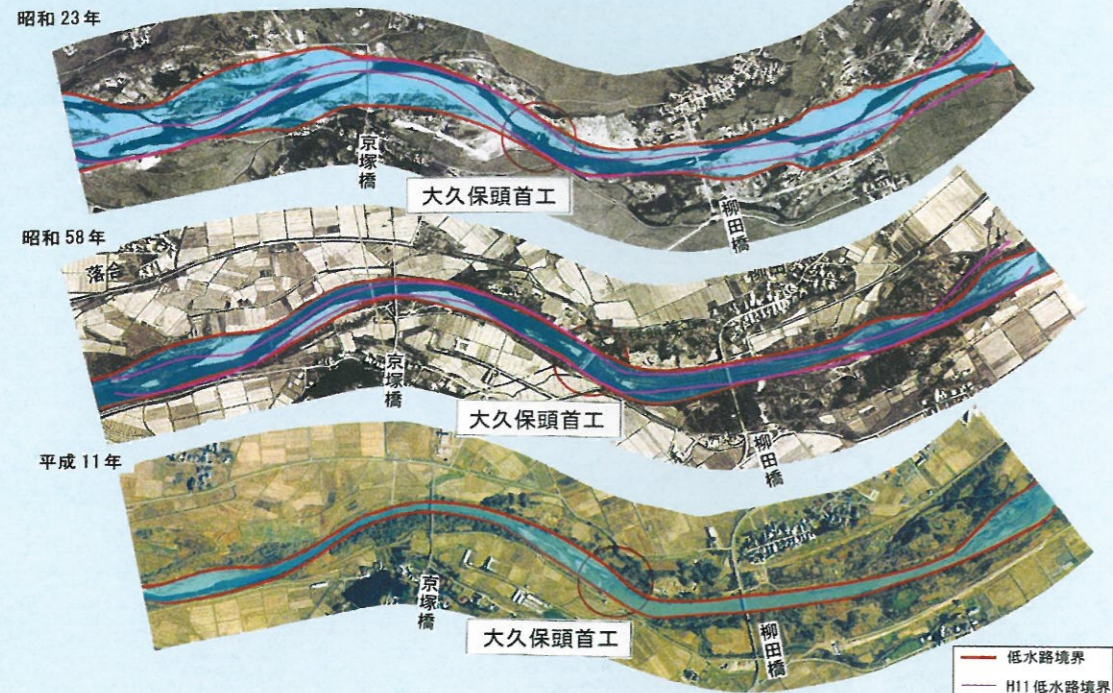 昭和 23 年
京塚橋
大久保頭首工
柳田橋
昭和 58 年
落合
柳田
京塚橋
大久保頭首工
柳田橋
平成 11 年
京塚橋
大久保頭首工
柳田橋
低水路境界
H11 低水路境界